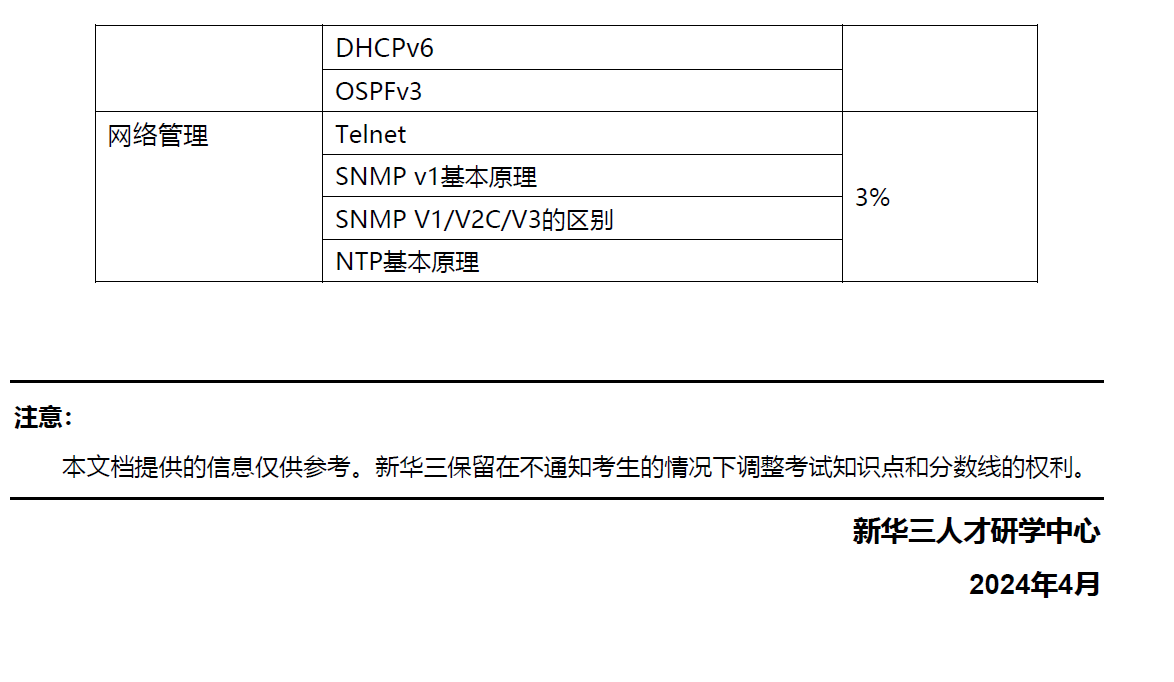 DHCPv6
OSPFv3
网络管理
Telnet
SNMP v1基本原理
SNMP V1/V2C/V3的区别
NTP基本原理
3%
注意：
本文档提供的信息仅供参考。新华三保留在不通知考生的情况下调整考试知识点和分数线的权利。
新华三人才研学中心
2024年4月